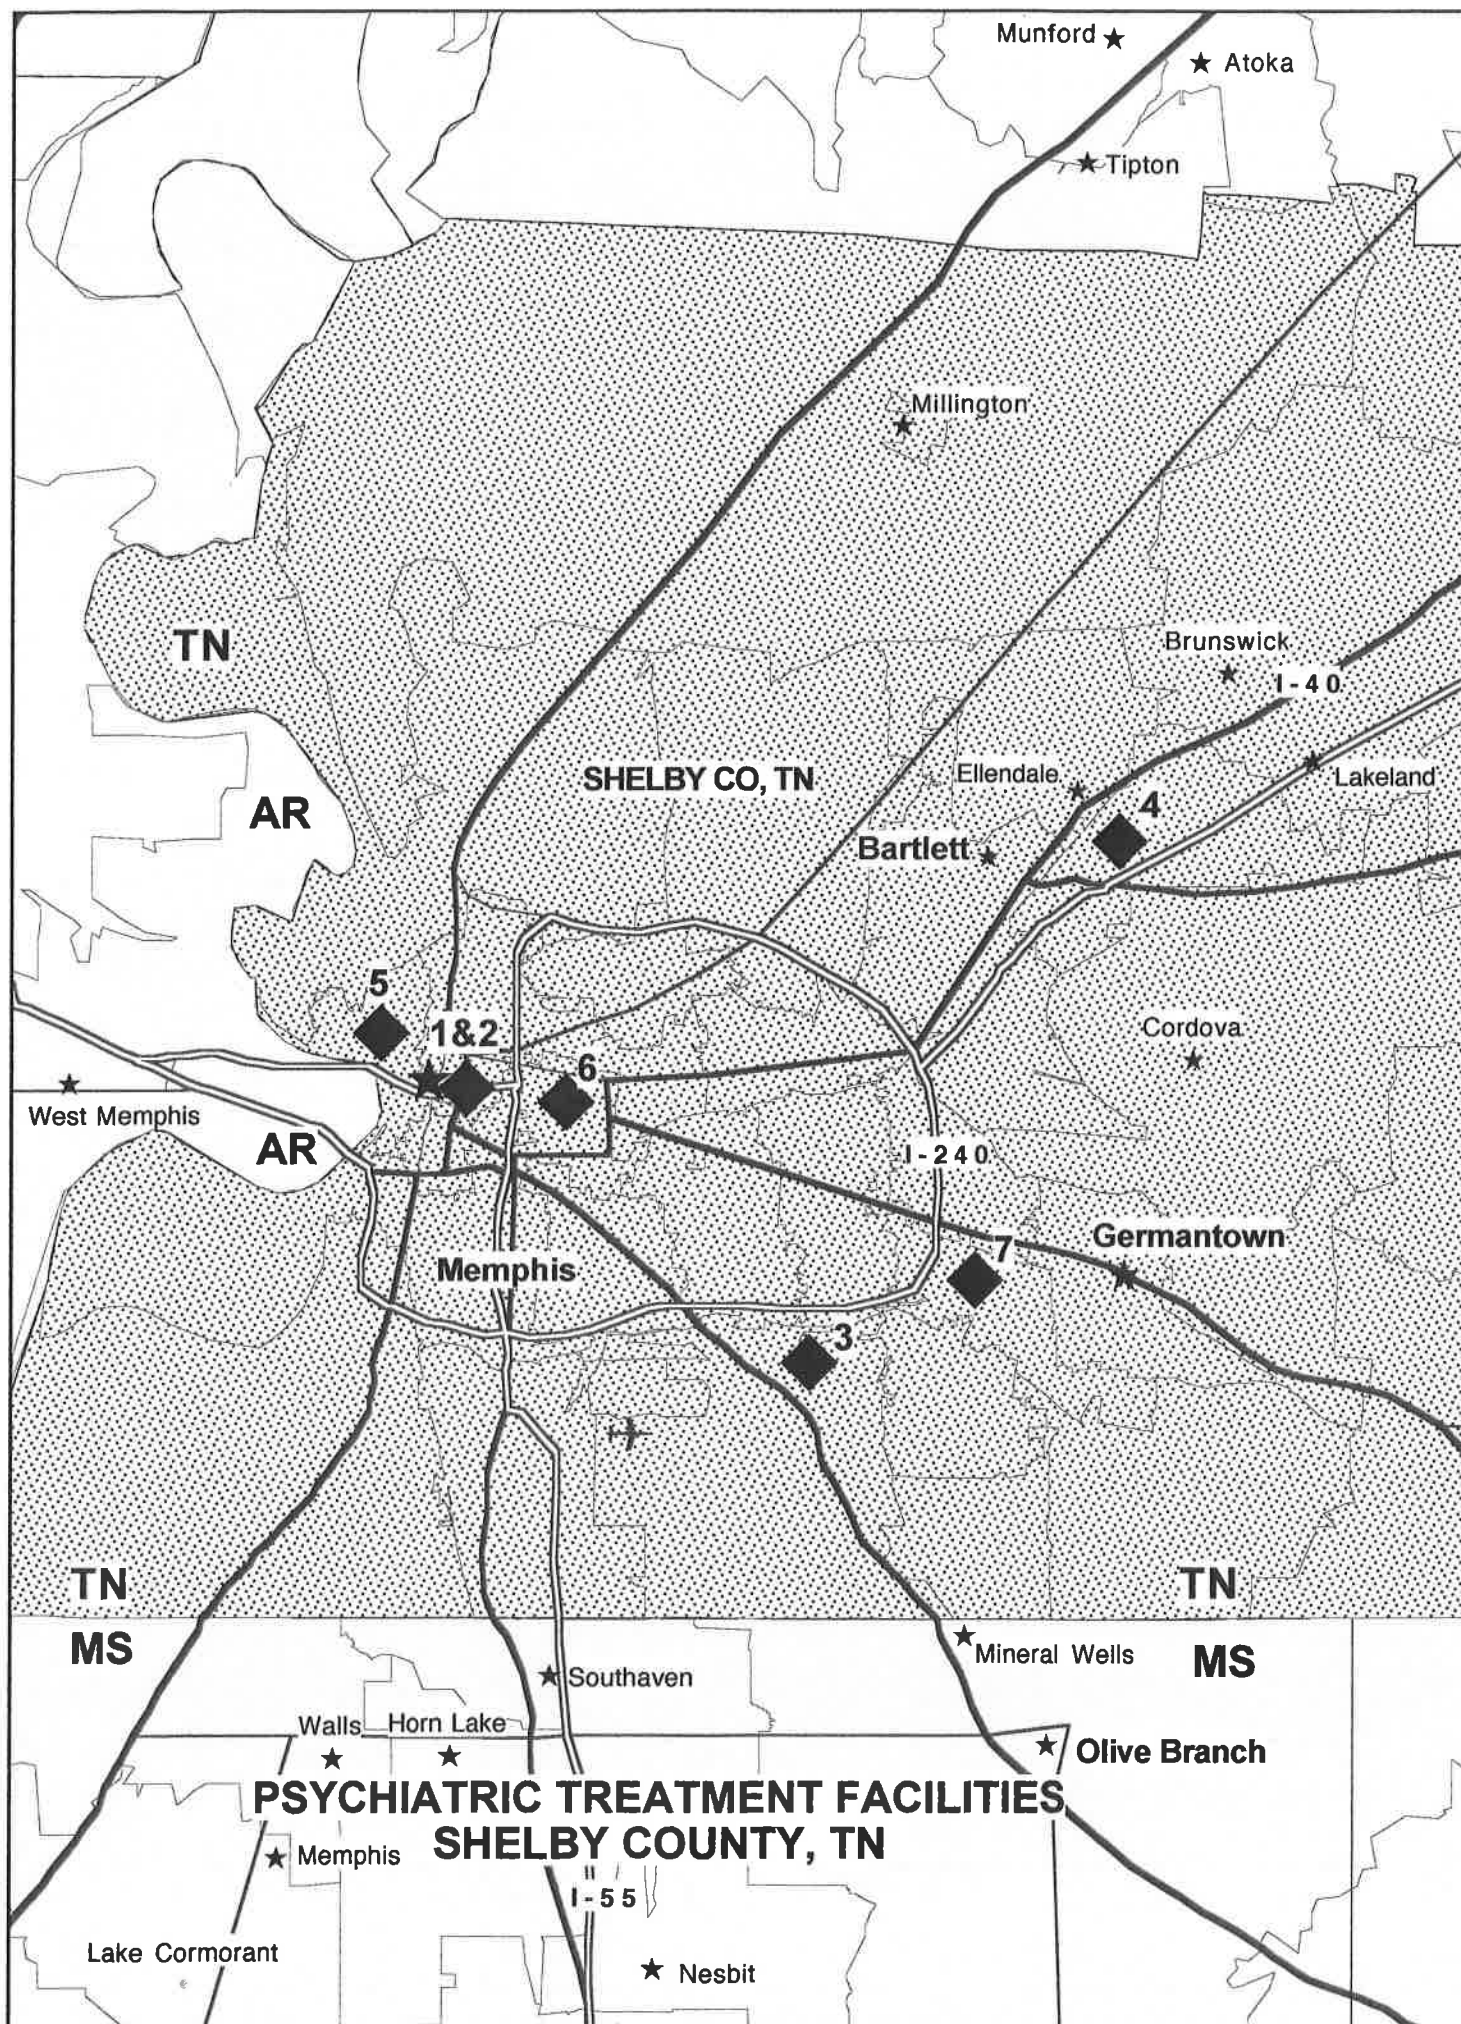 Munford
Atoka
Tipton
Millington
TN
Brunswick
I-40
SHELBY CO, TN
Ellendale
Lakeland
AR
4
Bartlett
5
1&2
Cordova
6
West Memphis
AR
I-240
Germantown
7
Memphis
3
TN
TN
MS
Mineral Wells
MS
Southaven
Walls
Horn Lake
Olive Branch
PSYCHIATRIC TREATMENT FACILITIES
SHELBY COUNTY, TN
Memphis
I-55
Lake Cormorant
Nesbit